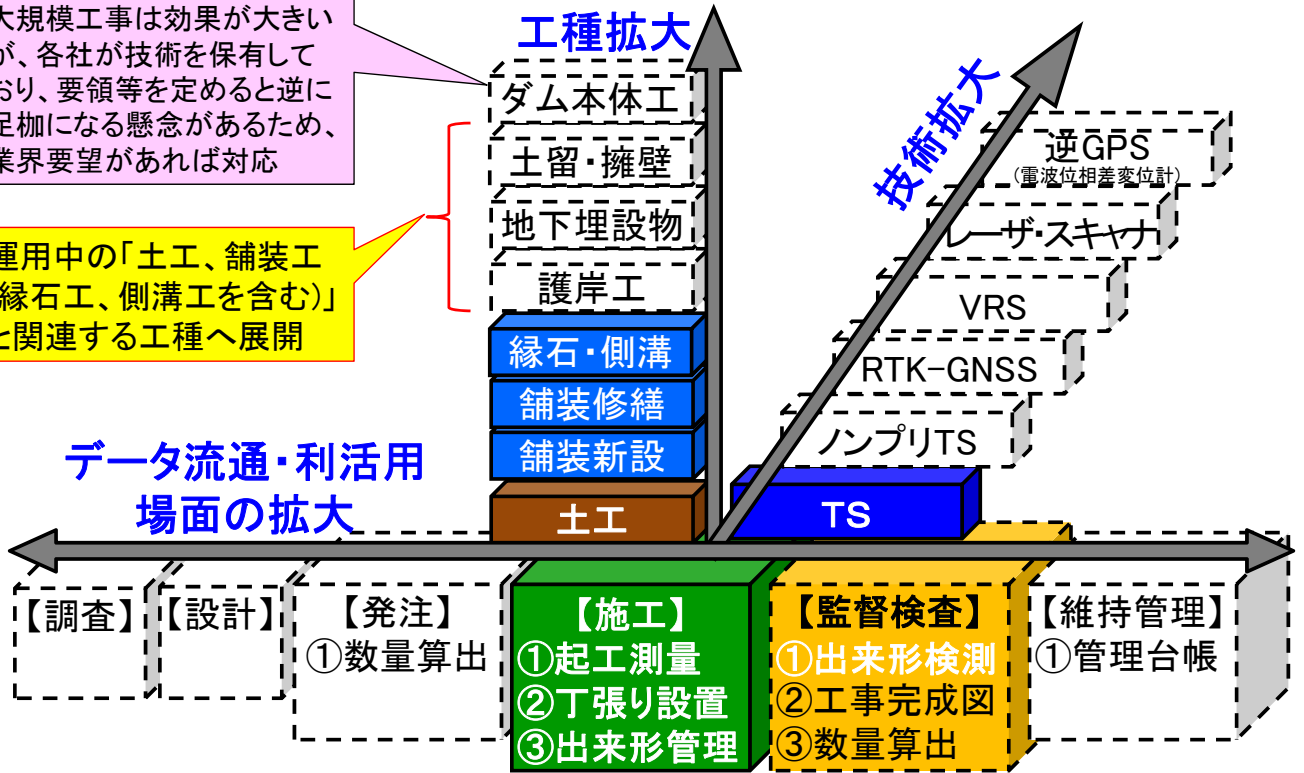 大規模工事は効果が大きい
が、各社が技術を保有して
おり、要領等を定めると逆に
足枷になる懸念があるため、
業界要望があれば対応
運用中の「土工、舗装工
縁石工、側溝工を含む)」
と関連する工種へ展開
工種拡大
ダム本体工
土留・擁壁
地下埋設物
護岸工
縁石・側溝
舗装修繕
舗装新設
土工
技術拡大
逆GPS
(電波位相差変位計)
レーザ・スキャナ
VRS
RTK-GNSS
ノンプリTS
TS
データ流通・利活用
場面の拡大
【調査】
【設計】
【発注】
①数量算出
【施工】
①起工測量
②丁張り設置
③出来形管理
【監督検査】
①出来形検測
②工事完成図
③数量算出
【維持管理】
①管理台帳